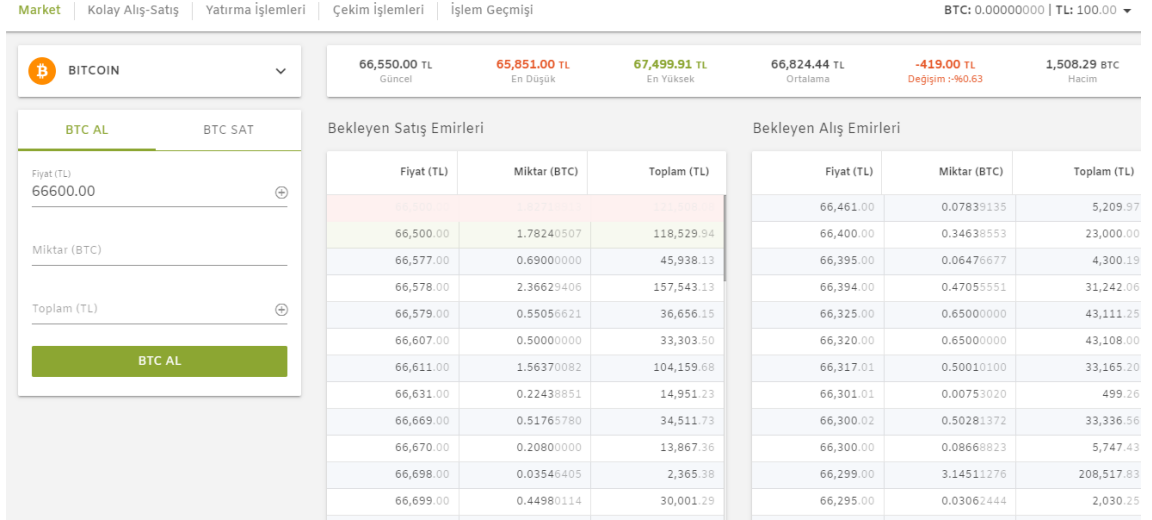 Market Kolay Alış-Satış Yatırma İşlemleri Çekim İşlemleri İşlem Geçmişi BTC: 0.00000000 | TL: 100.00
BITCOIN
66,550.00 TL 65,851.00 TL 67,499.91 TL 66,824.44 TL -419.00 TL 1,508.29 BTC
Güncel En Düşük En Yüksek Ortalama Değişim :-%0.63 Hacim
BTC AL BTC SAT
Fiyat (TL)
66600.00
Miktar (BTC)
Toplam (TL)
BTC AL
Bekleyen Satış Emirleri
Fiyat (TL) Miktar (BTC) Toplam (TL)
66,500.00 1.78240507 118,529.94
66,577.00 0.69000000 45,938.13
66,578.00 2.36629406 157,543.13
66,579.00 0.55056621 36,656.15
66,607.00 0.50000000 33,303.50
66,611.00 1.56370082 104,159.68
66,631.00 0.22438851 14,951.23
66,669.00 0.51765780 34,511.73
66,670.00 0.20800000 13,867.36
66,698.00 0.03546405 2,365.38
66,699.00 0.44980114 30,001.29
Bekleyen Alış Emirleri
Fiyat (TL) Miktar (BTC) Toplam (TL)
66,461.00 0.07839135 5,209.97
66,400.00 0.34638553 23,000.00
66,395.00 0.06476677 4,300.19
66,394.00 0.47055551 31,242.06
66,325.00 0.65000000 43,111.25
66,320.00 0.65000000 43,108.00
66,317.01 0.50010100 33,165.20
66,301.01 0.00753020 499.26
66,300.02 0.50281372 33,336.56
66,300.00 0.08668823 5,747.43
66,299.00 3.14511276 208,517.83
66,295.00 0.03062444 2,030.25